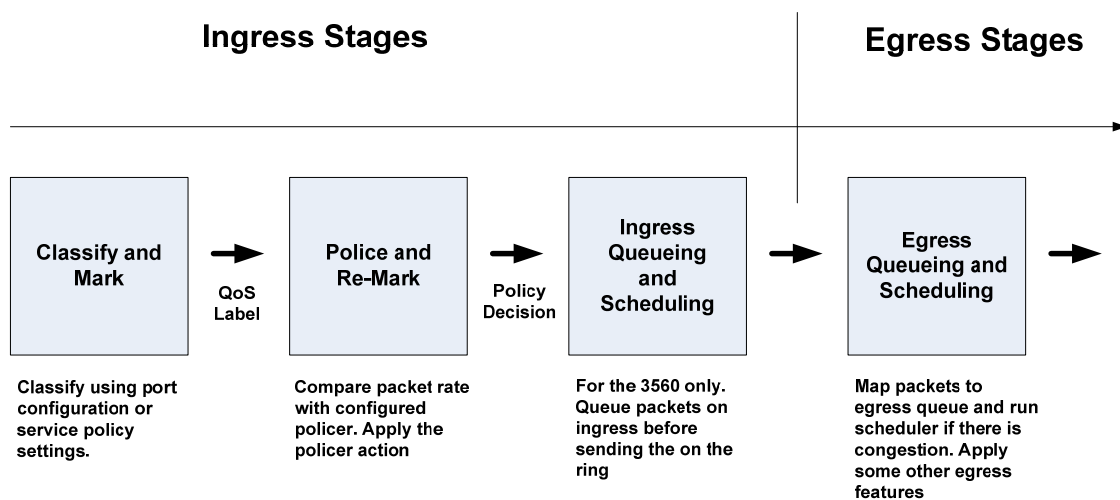 Ingress Stages
Egress Stages
Classify and
Mark
QoS
Label
Police and
Re-Mark
Policy
Decision
Ingress
Queueing
and
Scheduling
Egress
Queueing and
Scheduling
Classify using port
configuration or
service policy
settings.
Compare packet rate
with configured
policer. Apply the
policer action
For the 3560 only.
Queue packets on
ingress before
sending the on the
ring
Map packets to
egress queue and run
scheduler if there is
congestion. Apply
some other egress
features